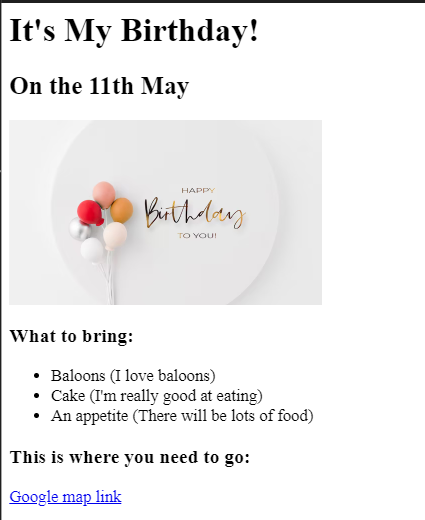 It's My Birthday!
On the 11th May
HAPPY
Birthday
TO YOU!
What to bring:
Baloons (I love baloons)
Cake (I'm really good at eating)
An appetite (There will be lots of food)
This is where you need to go:
Google map link